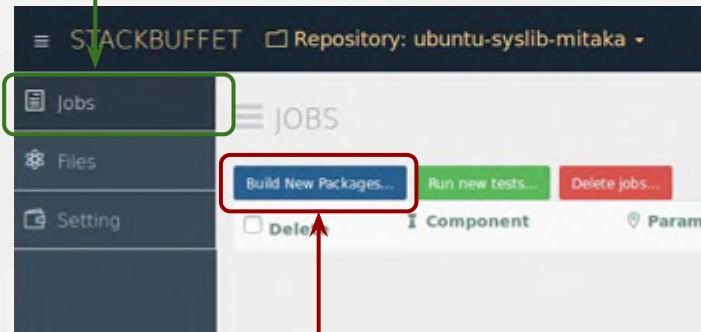 STACKBUFFET Repository: ubuntu-syslib-mitaka
Jobs
JOBS
Files
Build New Packages... Run new tests... Delete jobs...
Setting
Delete Component Param